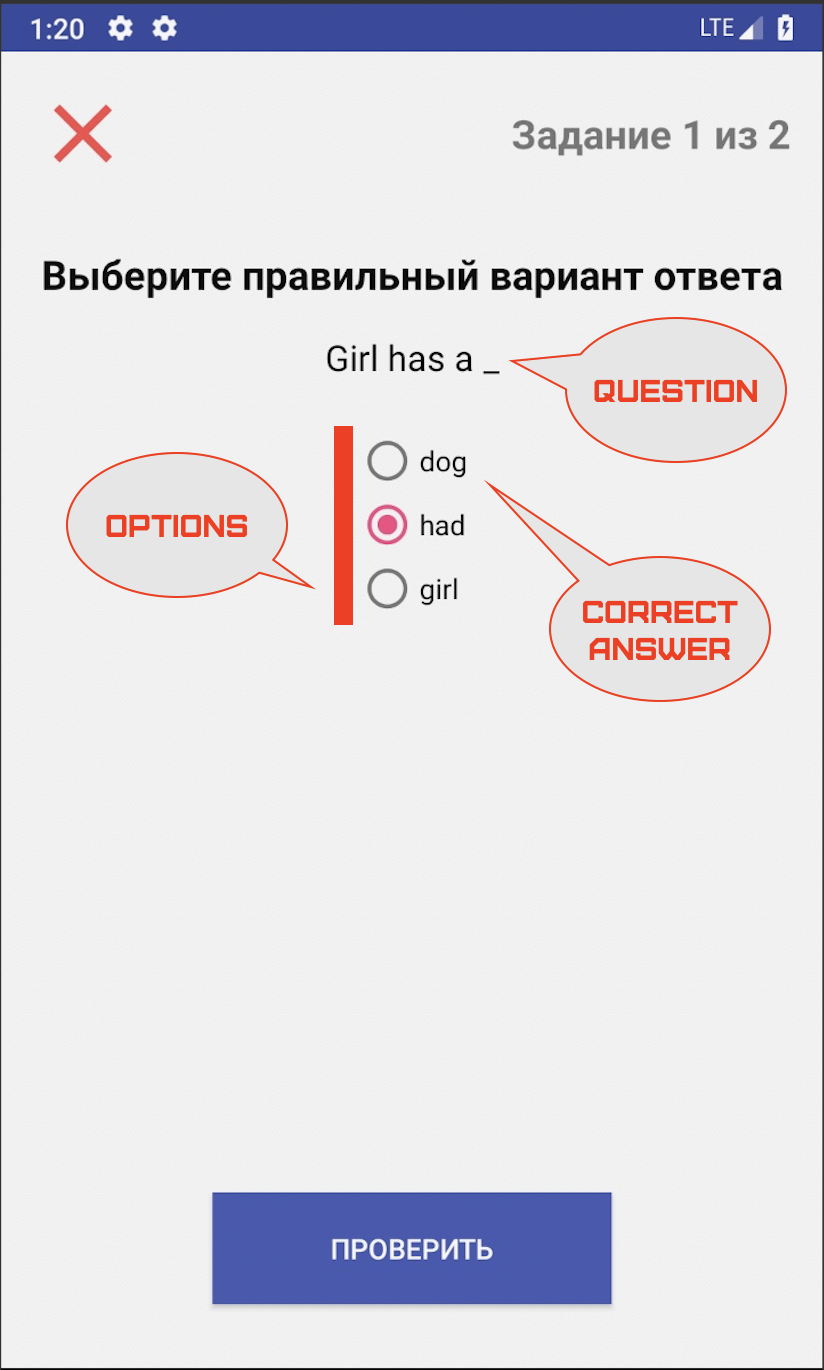 1:20 LTE
Задание 1 из 2
Выберите правильный вариант ответа
Girl has a _
QUESTION
dog
had
girl
OPTIONS
CORRECT
ANSWER
ПРОВЕРИТЬ